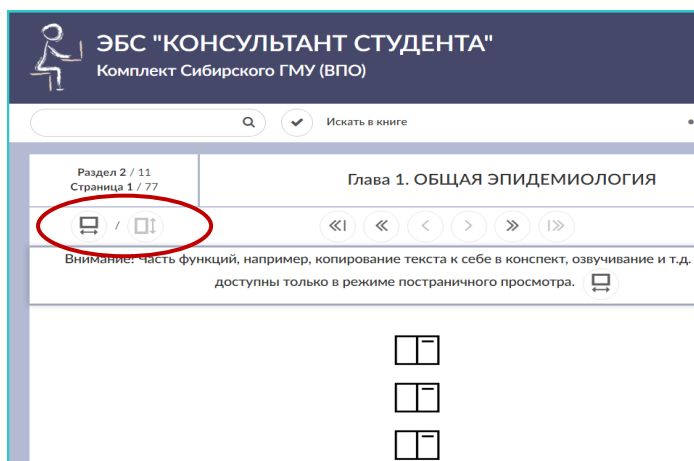 ЭБС "КОНСУЛЬТАНТ СТУДЕНТА"
Комплект Сибирского ГМУ (ВПО)
Искать в книге
Раздел 2 / 11
Страница 1 / 77
Глава 1. ОБЩАЯ ЭПИДЕМИОЛОГИЯ
/
Внимание: Часть функций, например, копирование текста к себе в конспект, озвучивание и т.д.
доступны только в режиме постраничного просмотра.